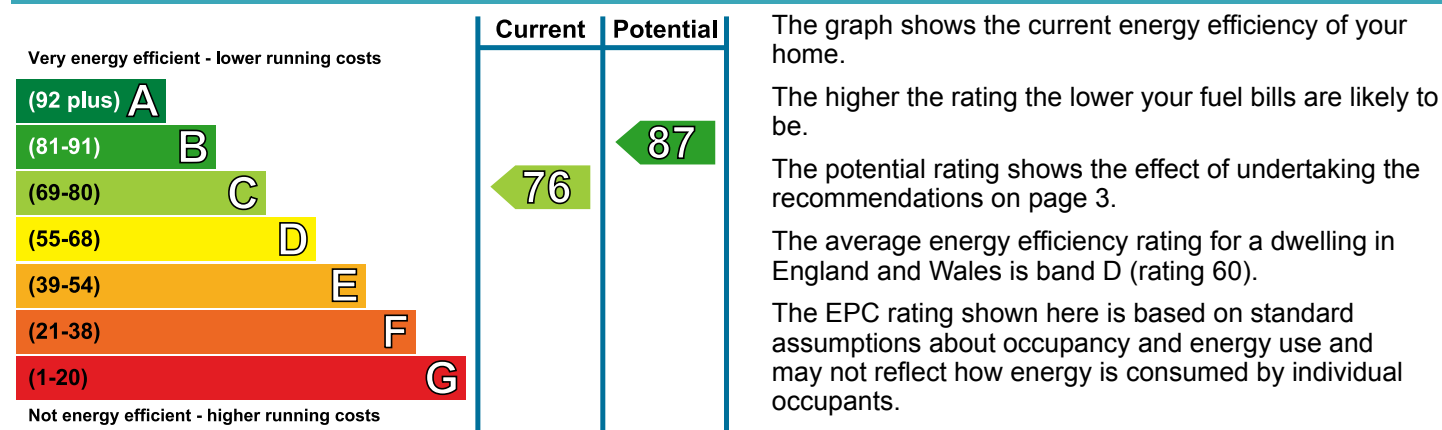 Current Potential
Very energy efficient - lower running costs
(92 plus) A
(81-91) B
87
(69-80) C
76
(55-68) D
(39-54) E
(21-38) F
(1-20) G
Not energy efficient - higher running costs
The graph shows the current energy efficiency of your
home.
The higher the rating the lower your fuel bills are likely to
be.
The potential rating shows the effect of undertaking the
recommendations on page 3.
The average energy efficiency rating for a dwelling in
England and Wales is band D (rating 60).
The EPC rating shown here is based on standard
assumptions about occupancy and energy use and
may not reflect how energy is consumed by individual
occupants.